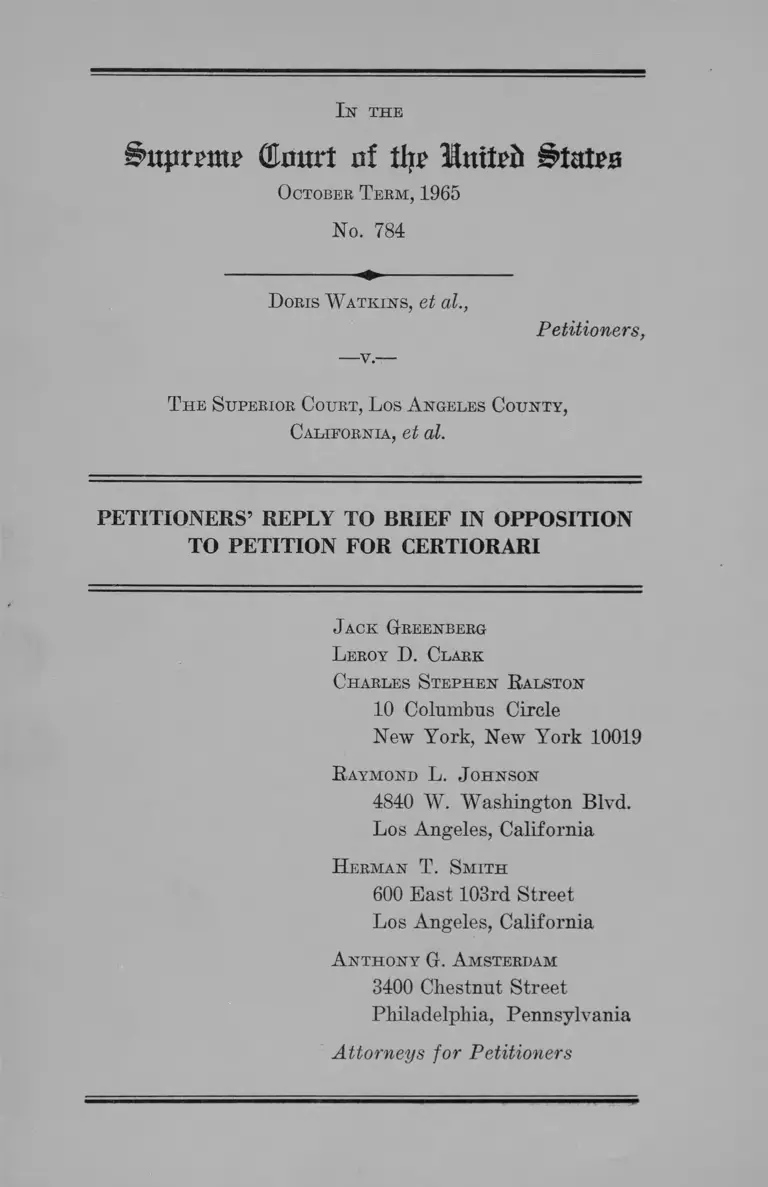 IN THE
Supreme Court of the United States
OCTOBER TERM, 1965
No. 784
DORIS WATKINS, et al.,
Petitioners,
—v.—
THE SUPERIOR COURT, LOS ANGELES COUNTY,
CALIFORNIA, et al.
PETITIONERS' REPLY TO BRIEF IN OPPOSITION
TO PETITION FOR CERTIORARI
JACK GREENBERG
LEROY D. CLARK
CHARLES STEPHEN RALSTON
10 Columbus Circle
New York, New York 10019
RAYMOND L. JOHNSON
4840 W. Washington Blvd.
Los Angeles, California
HERMAN T. SMITH
600 East 103rd Street
Los Angeles, California
ANTHONY G. AMSTERDAM
3400 Chestnut Street
Philadelphia, Pennsylvania
Attorneys for Petitioners